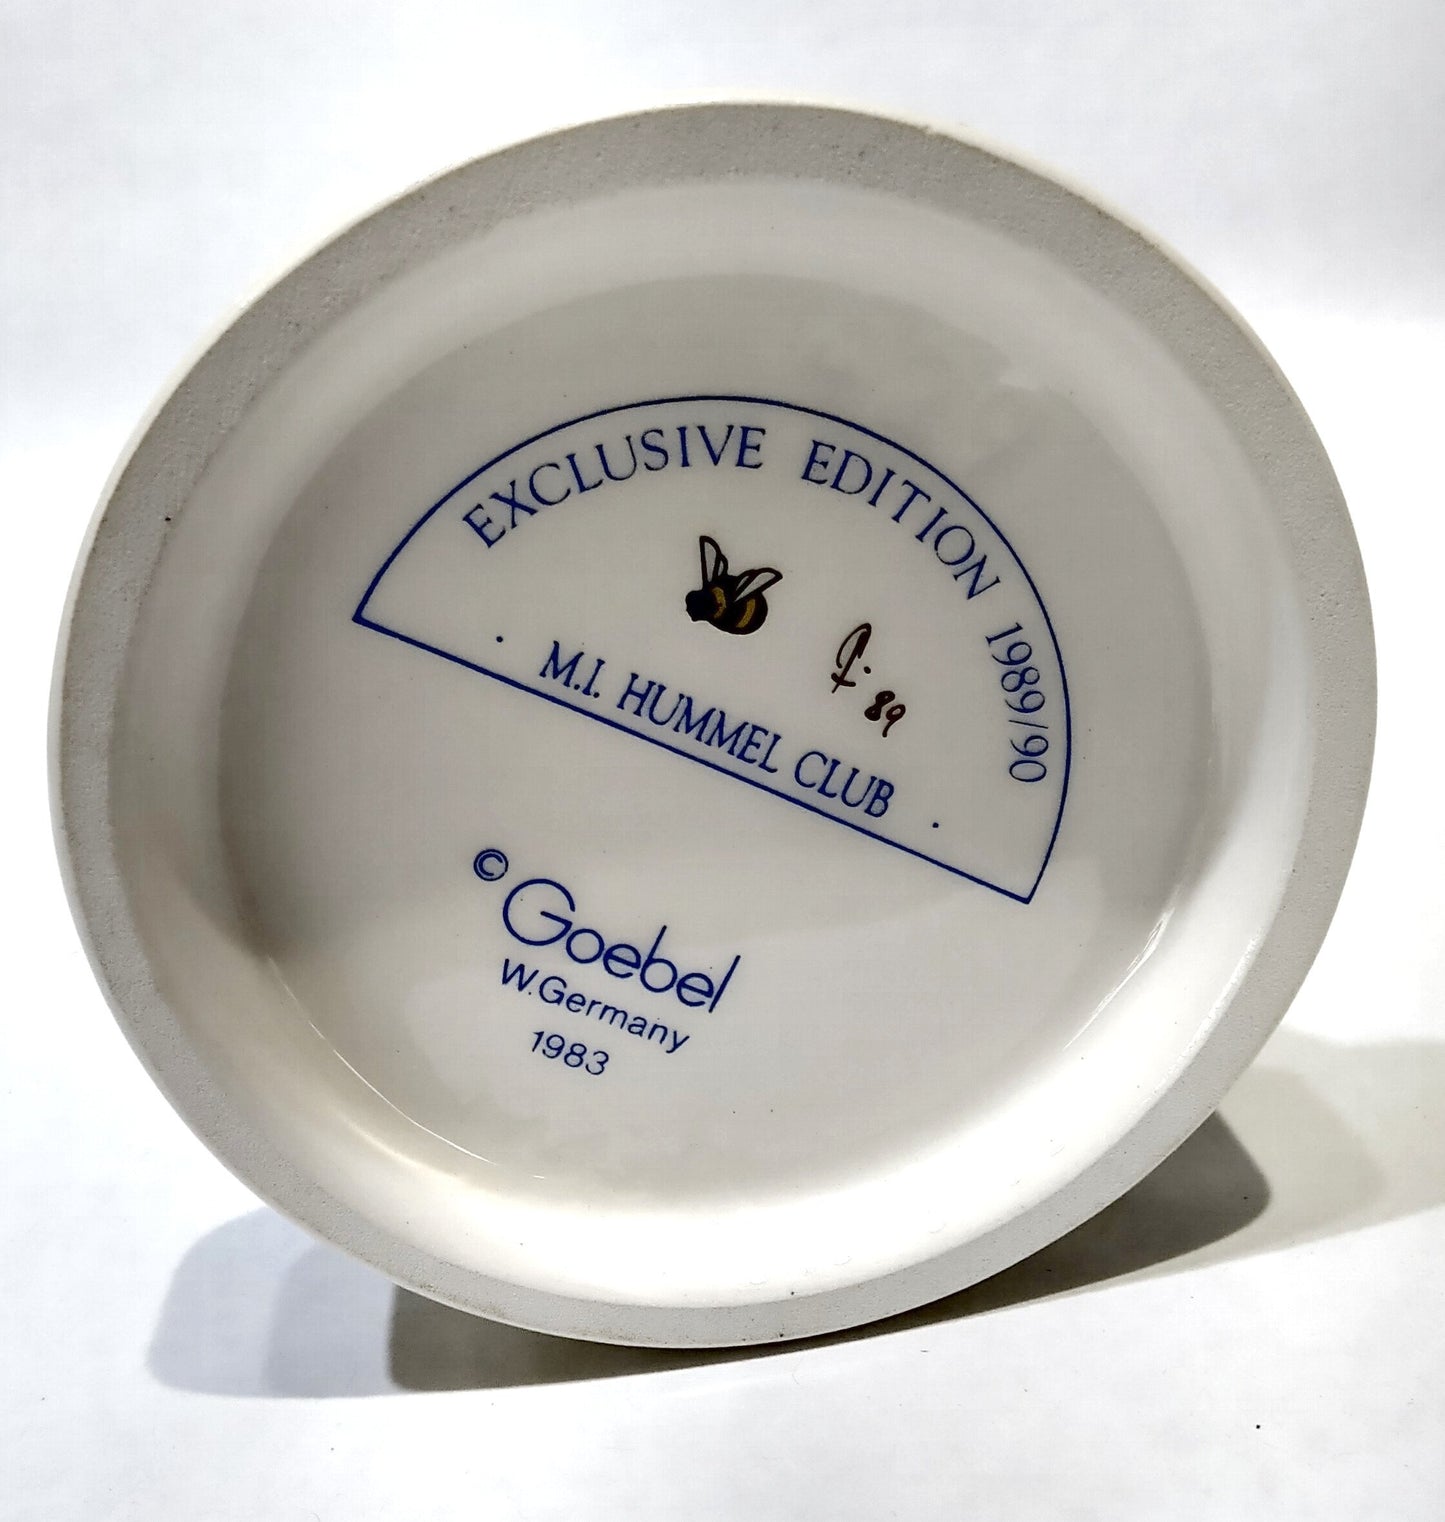 EXCLUSIVE EDITION 1989/90
89
· M.I. HUMMEL CLUB ·
© Goebel
W. Germany
1983